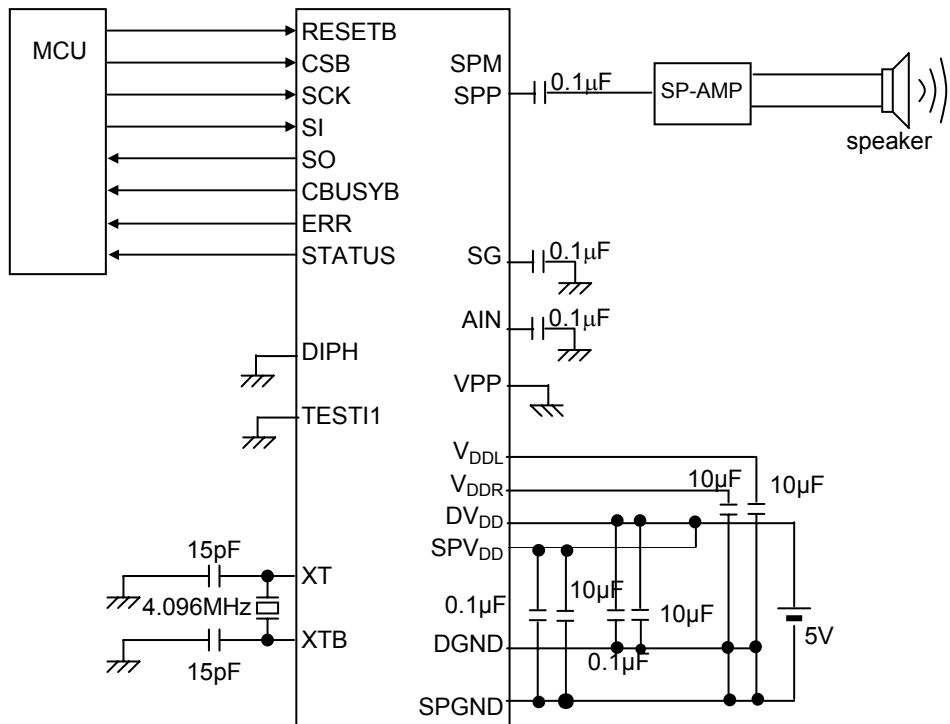 MCU
RESETB
CSB
SCK
SI
SO
CBUSYB
ERR
STATUS
DIPH
TESTI1
15pF
XT
4.096MHz
XTB
15pF
SPM
SPP
0.1μF
SP-AMP
speaker
SG
0.1μF
AIN
0.1μF
VPP
VDDL
VDDR
10μF
10μF
DVDD
SPVDD
0.1μF
10μF
10μF
0.1μF
5V
DGND
SPGND